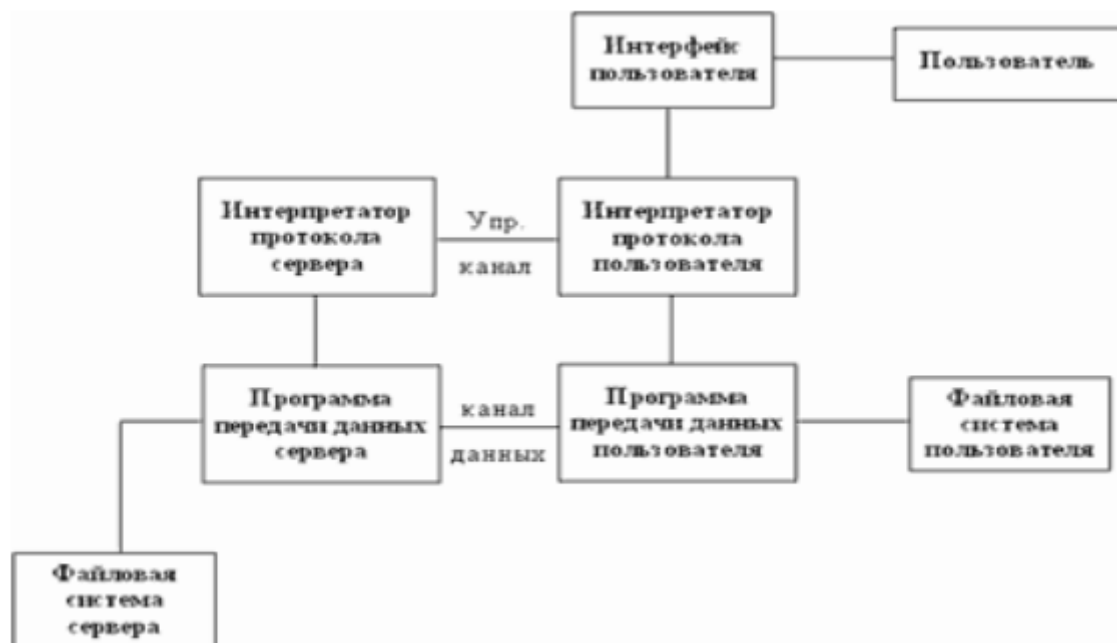 Интерфейс
пользователя
Пользователь
Интерпретатор
протокола
сервера
Упр.
канал
Интерпретатор
протокола
пользователя
Программа
передачи данных
сервера
канал
данных
Программа
передачи данных
пользователя
Файловая
система
пользователя
Файловая
система
сервера